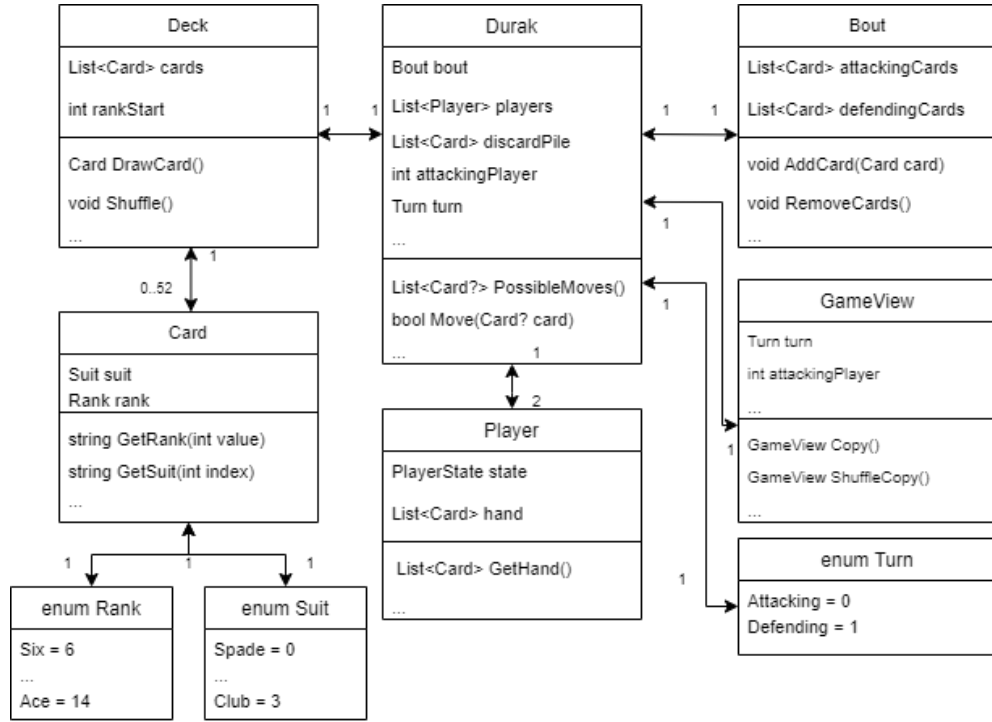 Deck
List<Card> cards
int rankStart
Card DrawCard()
void Shuffle()
...
1
1
1
0..52
Durak
Bout bout
List<Player> players
List<Card> discardPile
int attackingPlayer
Turn turn
...
List<Card?> PossibleMoves()
bool Move(Card? card)
...
1
2
1
1
Bout
List<Card> attackingCards
List<Card> defendingCards
void AddCard(Card card)
void RemoveCards()
...
1
1
1
1
GameView
Turn turn
int attackingPlayer
...
GameView Copy()
GameView ShuffleCopy()
...
Card
Suit suit
Rank rank
string GetRank(int value)
string GetSuit(int index)
...
1
1
1
Player
PlayerState state
List<Card> hand
List<Card> GetHand()
...
enum Turn
Attacking = 0
Defending = 1
enum Rank
Six = 6
...
Ace = 14
enum Suit
Spade = 0
...
Club = 3